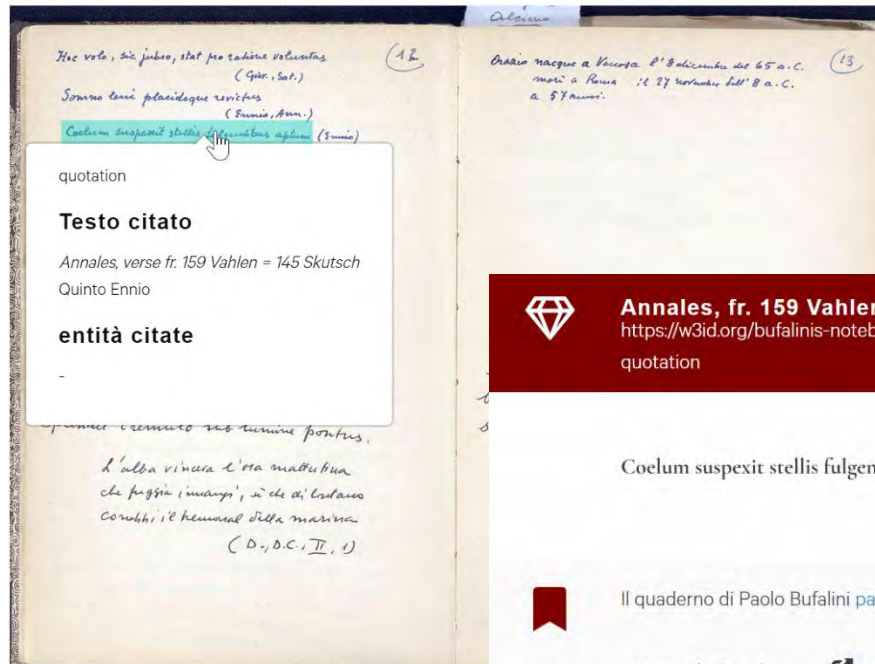 Alcimo
Hoc volo, sic jubeo, stat pro ratione voluntas
(Giov., Sat.)
12
Somno leni placidoque revictus
(Ennio, Ann.)
Coelum suspexit stellis fulgentibus aptum (Ennio)
quotation
Testo citato
Annales, verse fr. 159 Vahlen = 145 Skutsch
Quinto Ennio
entità citate
-
tremulo sub lumine pontus.
L'alba vinceva l'ora mattutina
che fuggia innanzi, sì che di lontano
conobbi il tremolar della marina
(D., D.C., II, 1)
Orazio nacque a Venosa l'8 dicembre del 65 a.C.
13
morì a Roma il 27 novembre dell'8 a.C.
a 57 anni.
Annales, fr. 159 Vahlen
https://w3id.org/bufalinis-noteb
quotation
Coelum suspexit stellis fulgen
Il quaderno di Paolo Bufalini pa